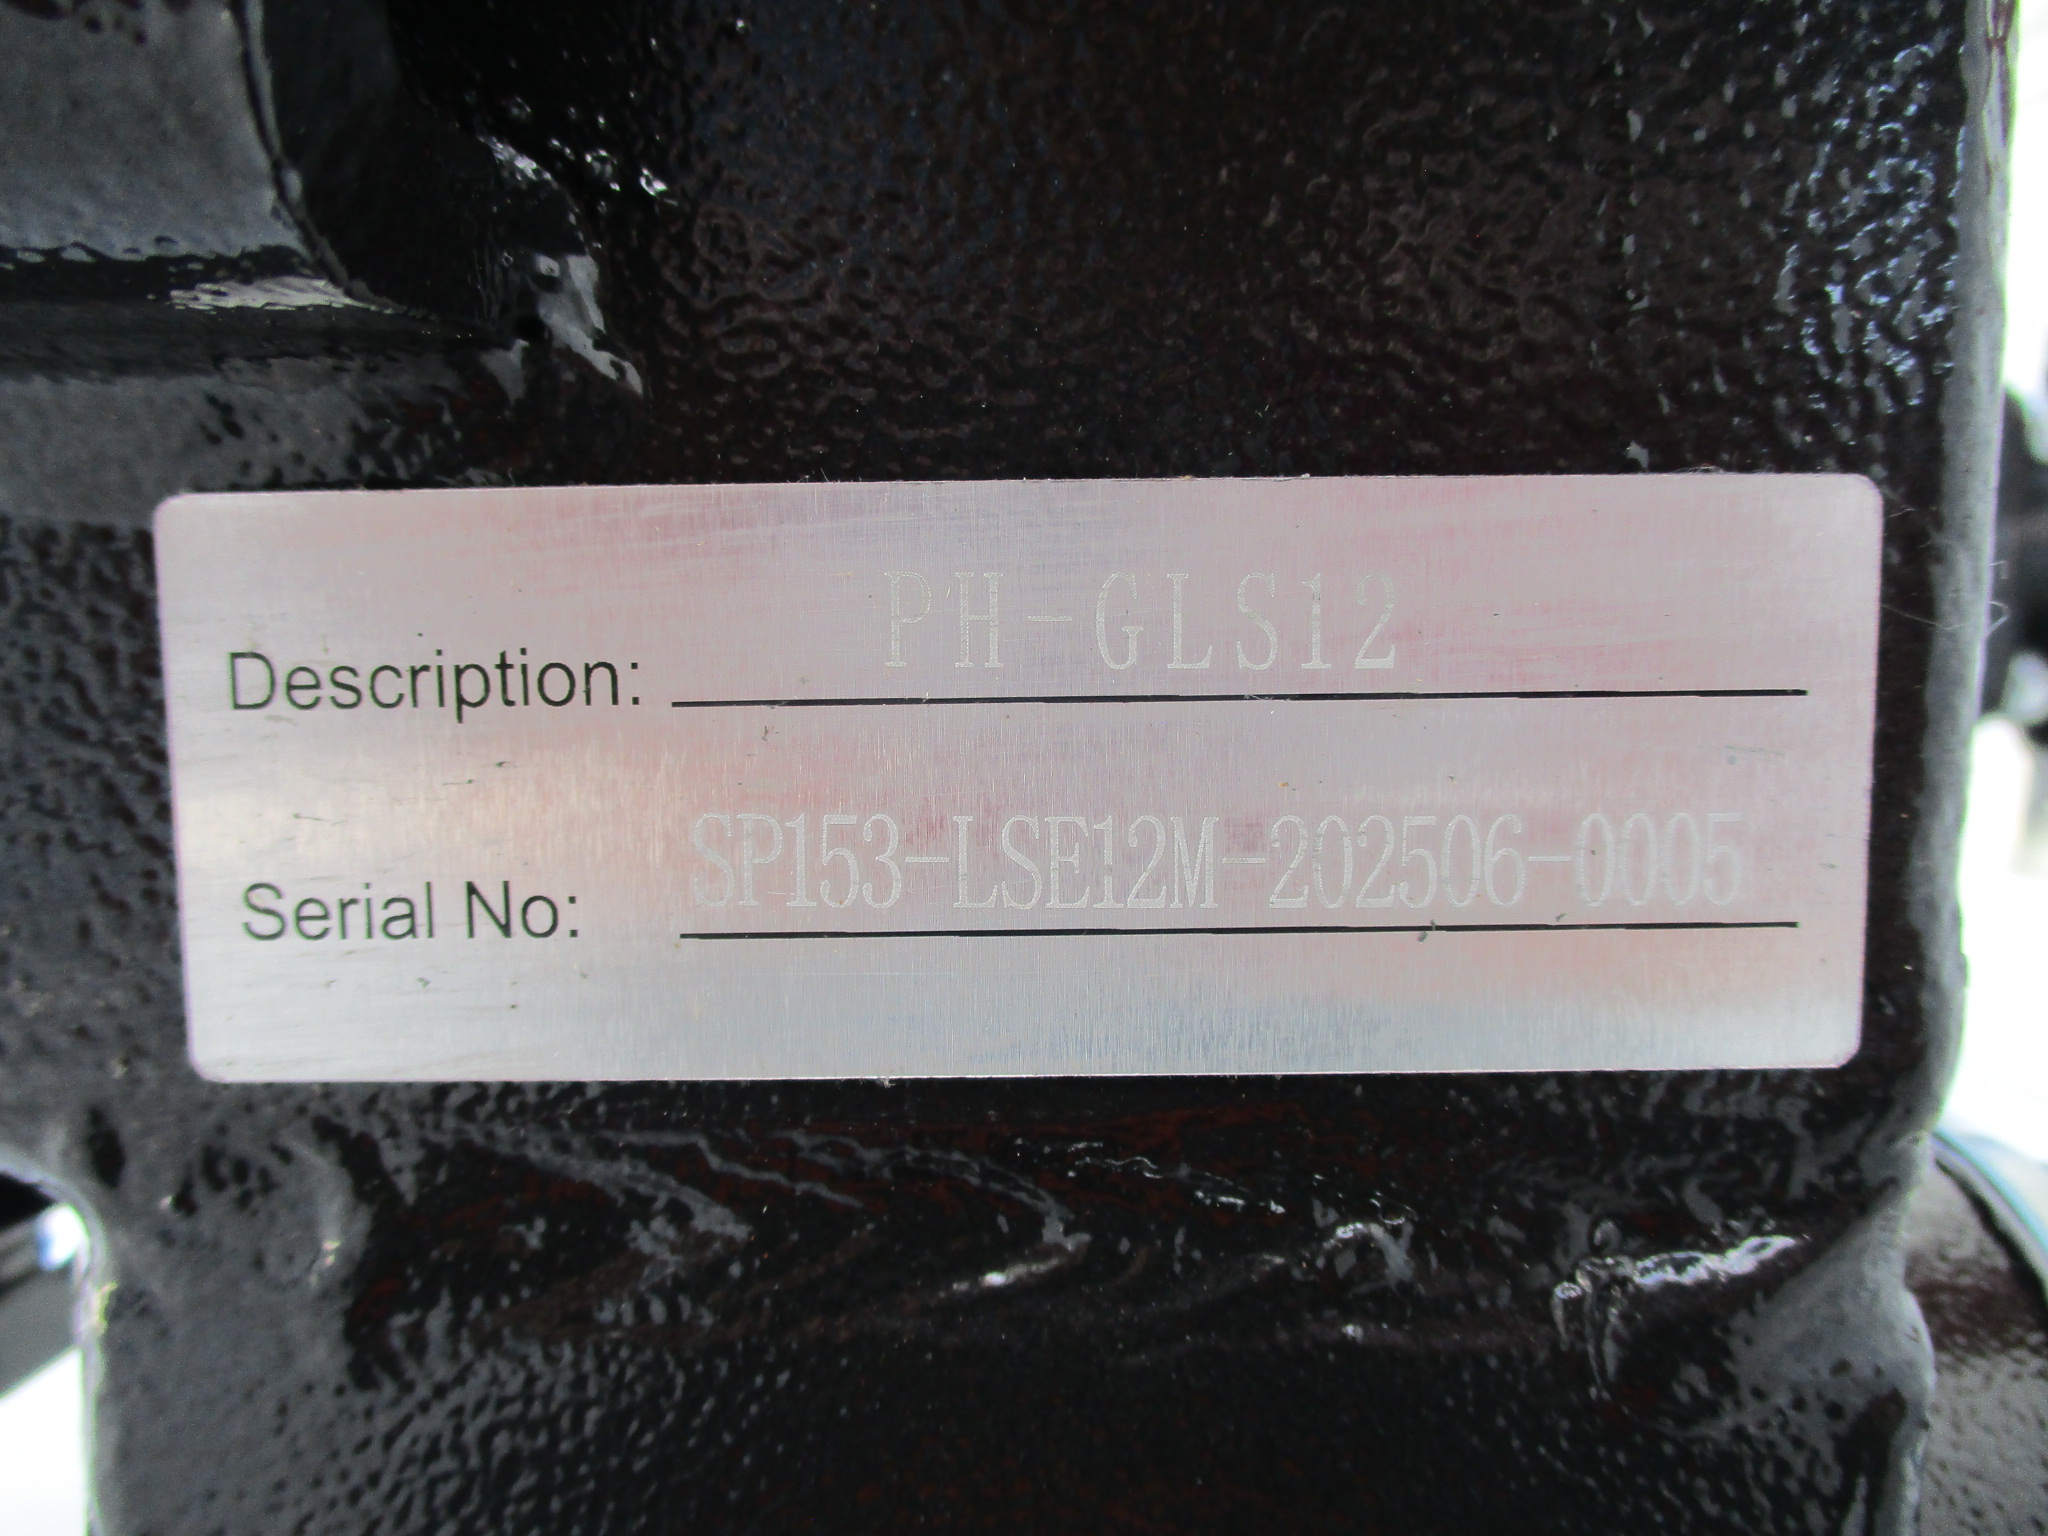 Description: PH-GLS12
Serial No: SP153-LSE12M-202506-0005